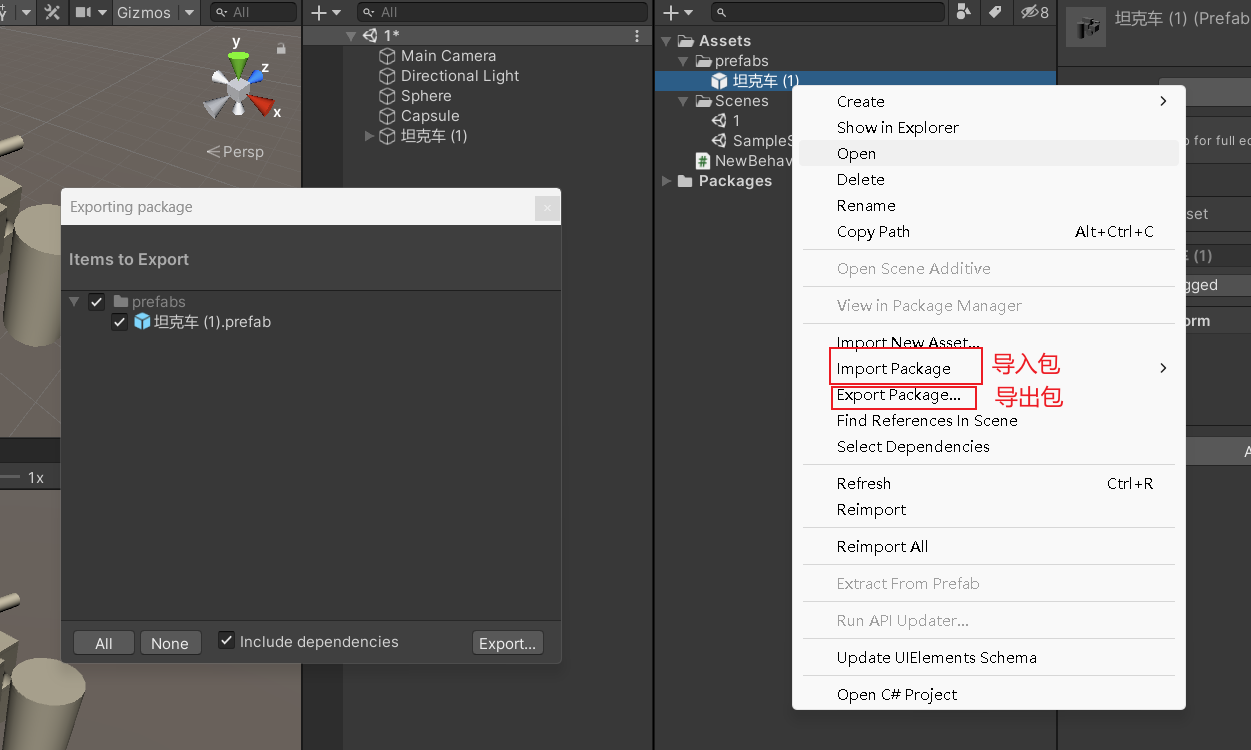 Gizmos
All
All
8
坦克车 (1) (Prefab
y
z
x
Persp
1*
Main Camera
Directional Light
Sphere
Capsule
坦克车 (1)
Assets
prefabs
坦克车 (1)
Scenes
1
SampleS
NewBehav
Packages
Exporting package
Items to Export
prefabs
坦克车 (1).prefab
All
None
Include dependencies
Export...
1x
Create
Show in Explorer
Open
Delete
Rename
Copy Path Alt+Ctrl+C
Open Scene Additive
View in Package Manager
Import New Asset...
Import Package 导入包
Export Package... 导出包
Find References In Scene
Select Dependencies
Refresh Ctrl+R
Reimport
Reimport All
Extract From Prefab
Run API Updater...
Update UIElements Schema
Open C# Project
for full ed
set
(1)
gged
orm
A